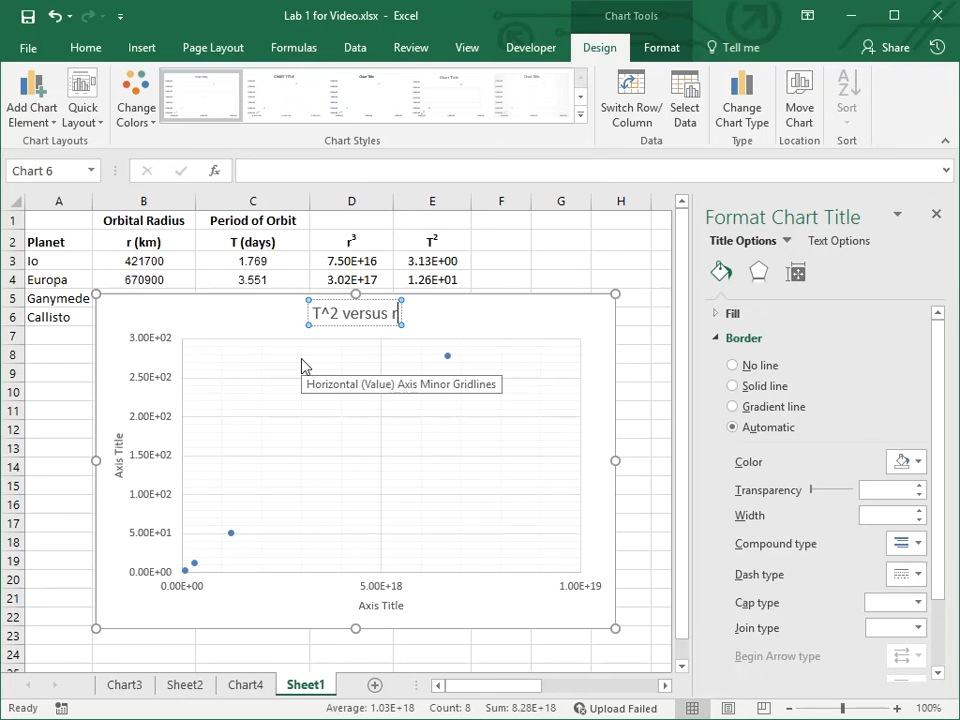 Lab 1 for Video.xlsx - Excel
Chart Tools
File Home Insert Page Layout Formulas Data Review View Developer Design Format Tell me Share
Add Chart Element
Quick Layout
Change Colors
Switch Row/ Column
Select Data
Change Chart Type
Move Chart
Sort
Chart Layouts Chart Styles Data Type Location Sort
Chart 6 fx
A B C D E F G H
1 Orbital Radius Period of Orbit
2 Planet r (km) T (days) r³ T²
3 Io 421700 1.769 7.50E+16 3.13E+00
4 Europa 670900 3.551 3.02E+17 1.26E+01
5 Ganymede
6 Callisto
7
8
9
10
11
12
13
14
15
16
17
18
19
20
21
22
23
24
T^2 versus r
3.00E+02
2.50E+02
2.00E+02
1.50E+02
1.00E+02
5.00E+01
0.00E+00
Axis Title
0.00E+00 5.00E+18 1.00E+19
Axis Title
Horizontal (Value) Axis Minor Gridlines
Format Chart Title
Title Options Text Options
Fill
Border
No line
Solid line
Gradient line
Automatic
Color
Transparency
Width
Compound type
Dash type
Cap type
Join type
Begin Arrow type
Chart3 Sheet2 Chart4 Sheet1
Ready Average: 1.03E+18 Count: 8 Sum: 8.28E+18 Upload Failed 100%